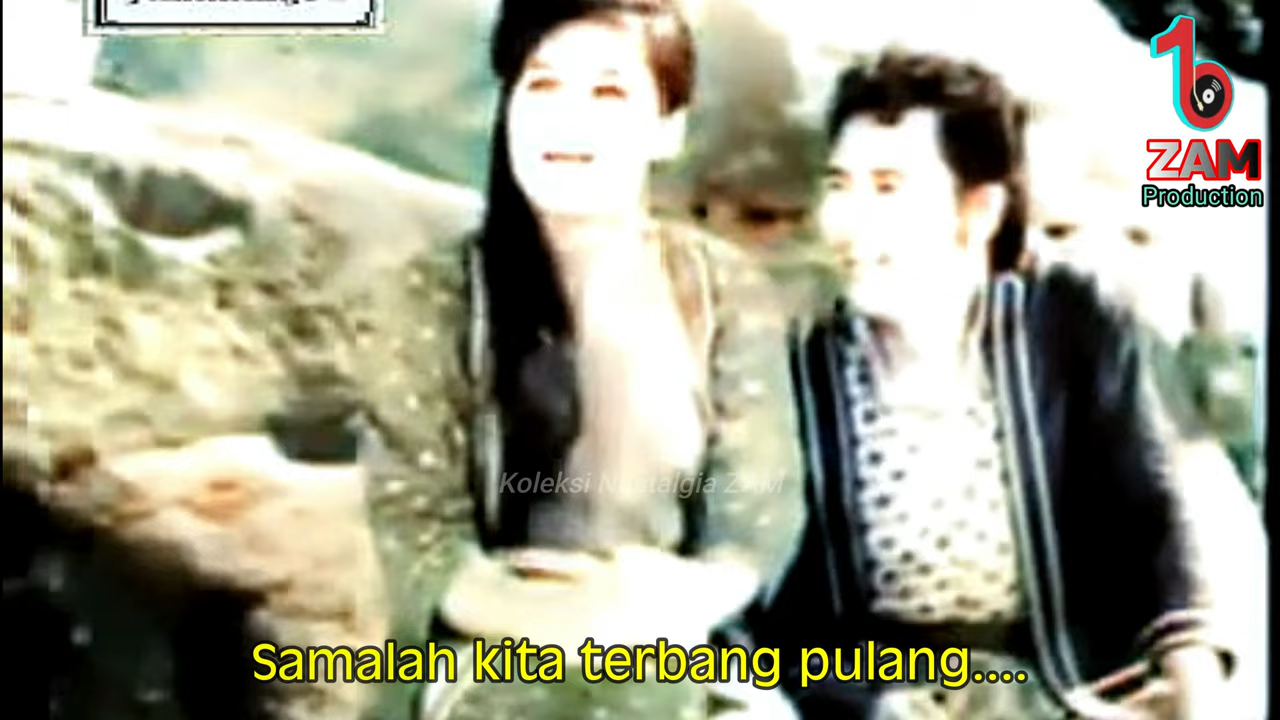 ZAM
Production
Koleksi Nostalgia ZAM
Samalah kita terbang pulang....